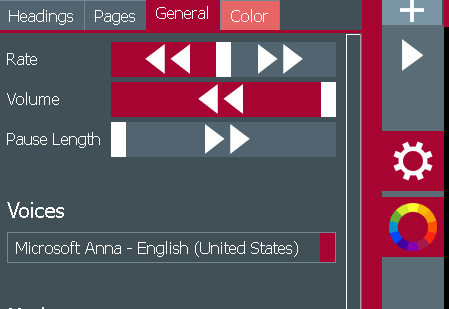 Headings Pages General Color
Rate
Volume
Pause Length
Voices
Microsoft Anna - English (United States)